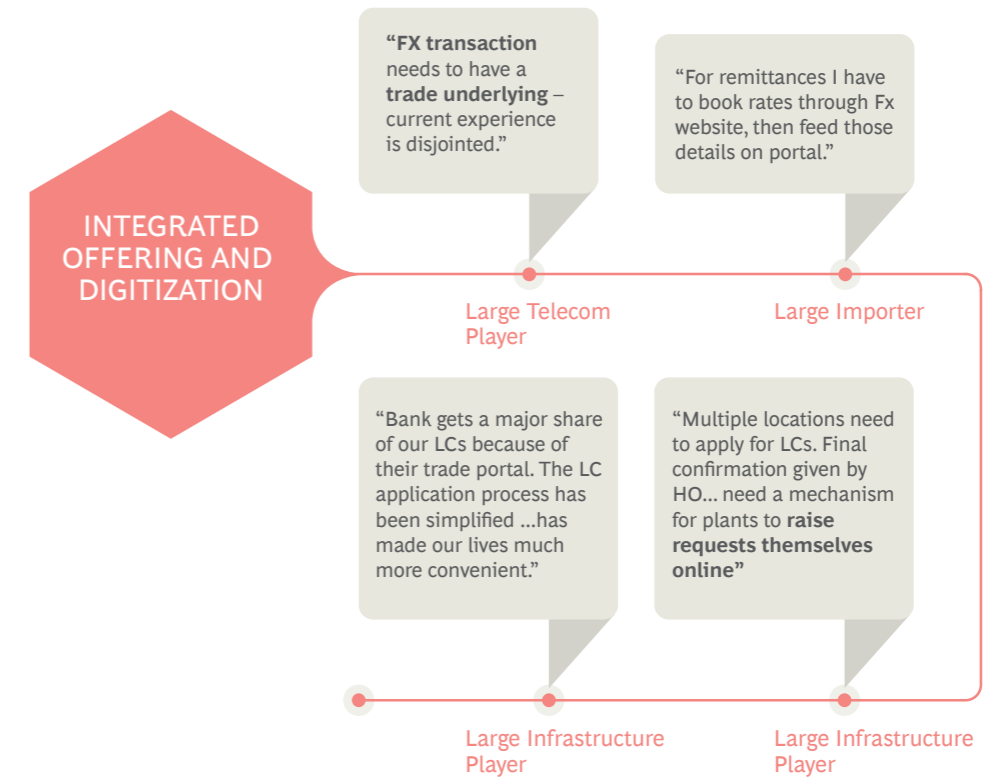 INTEGRATED
OFFERING AND
DIGITIZATION
“FX transaction
needs to have a
trade underlying –
current experience
is disjointed.”
Large Telecom
Player
“For remittances I have
to book rates through Fx
website, then feed those
details on portal.”
Large Importer
“Bank gets a major share
of our LCs because of
their trade portal. The LC
application process has
been simplified ...has
made our lives much
more convenient.”
Large Infrastructure
Player
“Multiple locations need
to apply for LCs. Final
confirmation given by
HO... need a mechanism
for plants to raise
requests themselves
online”
Large Infrastructure
Player